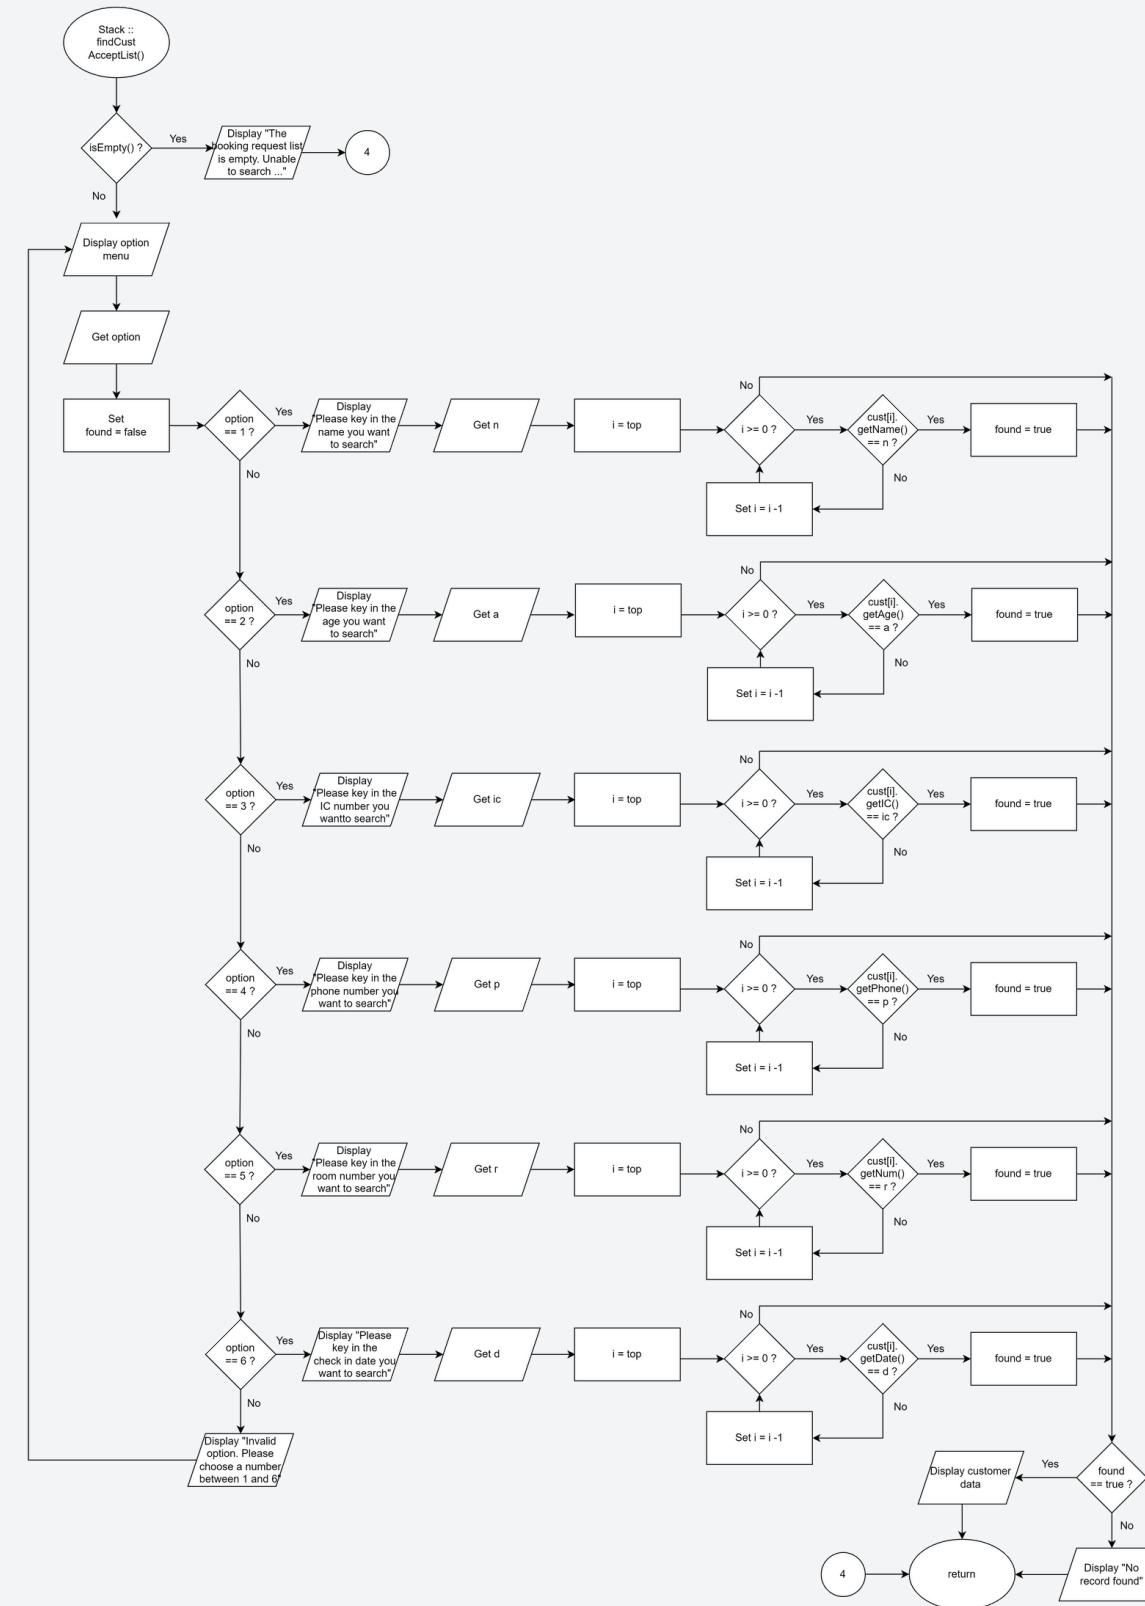 Stack ::
findCust
AcceptList()
isEmpty() ?
Yes
Display "The
booking request list
is empty. Unable
to search ..."
4
No
Display option
menu
Get option
Set
found = false
option
== 1 ?
Yes
Display
"Please key in the
name you want
to search"
Get n
i = top
No
i >= 0 ?
Yes
cust[i].
getName()
== n ?
Yes
found = true
No
Set i = i -1
No
option
== 2 ?
Yes
Display
"Please key in the
age you want
to search"
Get a
i = top
No
i >= 0 ?
Yes
cust[i].
getAge()
== a ?
Yes
found = true
No
Set i = i -1
No
option
== 3 ?
Yes
Display
"Please key in the
IC number you
wantto search"
Get ic
i = top
No
i >= 0 ?
Yes
cust[i].
getIC()
== ic ?
Yes
found = true
No
Set i = i -1
No
option
== 4 ?
Yes
Display
"Please key in the
phone number you
want to search"
Get p
i = top
No
i >= 0 ?
Yes
cust[i].
getPhone()
== p ?
Yes
found = true
No
Set i = i -1
No
option
== 5 ?
Yes
Display
"Please key in the
room number you
want to search"
Get r
i = top
No
i >= 0 ?
Yes
cust[i].
getNum()
== r ?
Yes
found = true
No
Set i = i -1
No
option
== 6 ?
Yes
Display "Please
key in the
check in date you
want to search"
Get d
i = top
No
i >= 0 ?
Yes
cust[i].
getDate()
== d ?
Yes
found = true
No
Set i = i -1
No
Display "Invalid
option. Please
choose a number
between 1 and 6"
found
== true ?
Yes
Display customer
data
No
Display "No
record found"
4
return